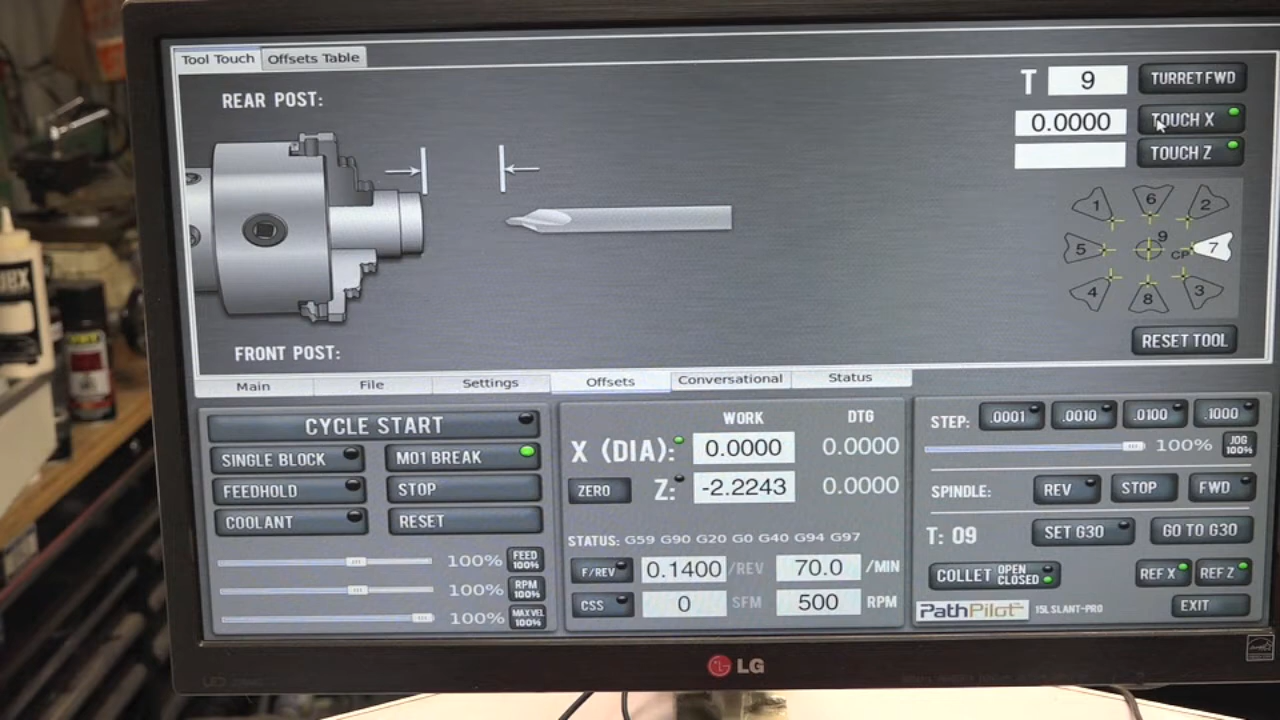 Tool Touch Offsets Table
REAR POST:
T 9 TURRET FWD
0.0000 TOUCH X
TOUCH Z
1 6 2
5 9 CP 7
4 8 3
RESET TOOL
FRONT POST:
Main File Settings Offsets Conversational Status
CYCLE START
SINGLE BLOCK M01 BREAK
FEEDHOLD STOP
COOLANT RESET
100% FEED 100%
100% RPM 100%
100% MAX VEL 100%
WORK DTG
X (DIA): 0.0000 0.0000
ZERO Z: -2.2243 0.0000
STATUS: G59 G90 G20 G0 G40 G94 G97
F/REV 0.1400 /REV 70.0 /MIN
CSS 0 SFM 500 RPM
STEP: .0001 .0010 .0100 .1000
100% JOG 100%
SPINDLE: REV STOP FWD
T: 09 SET G30 GO TO G30
COLLET OPEN CLOSED REF X REF Z
PathPilot 15L SLANT-PRO EXIT
LG